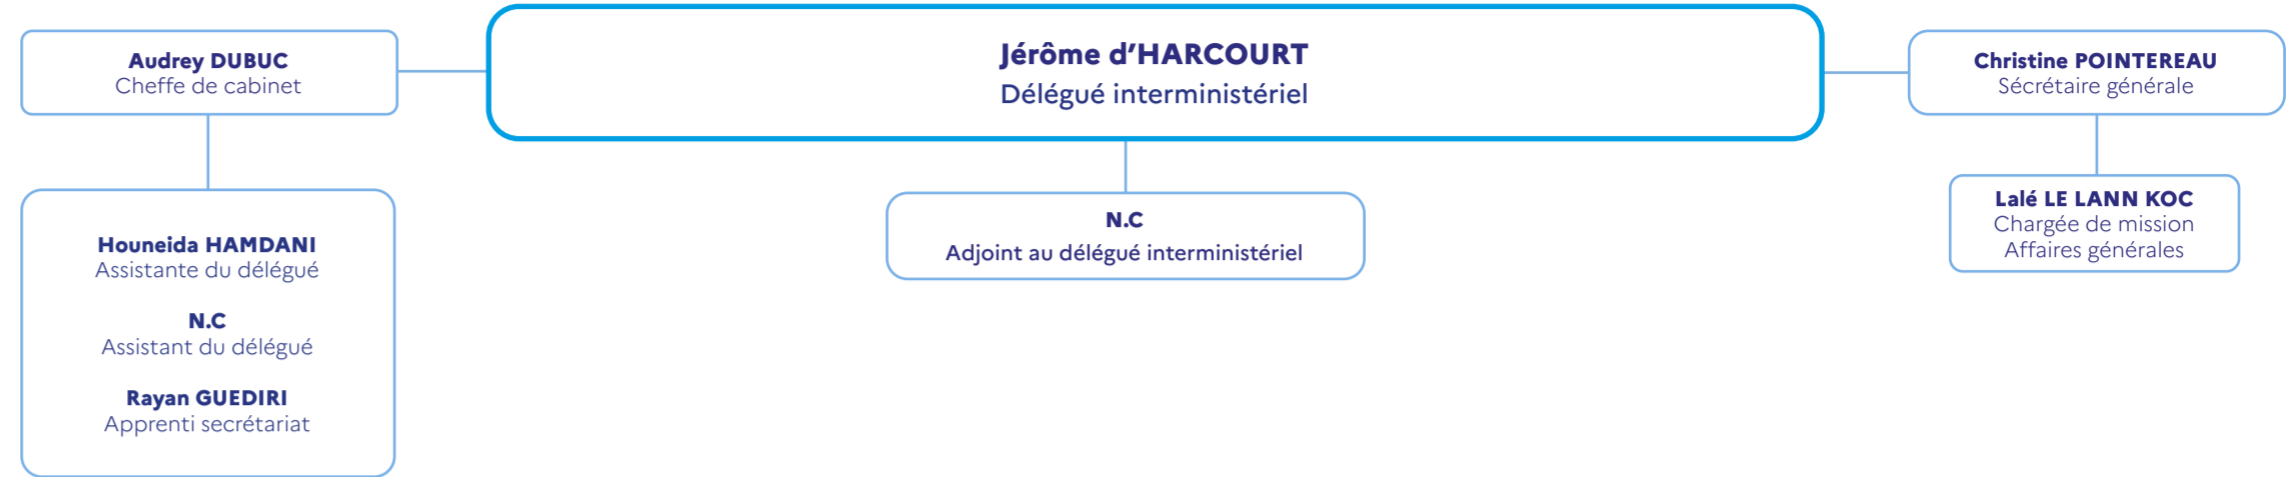 Audrey DUBUC
Cheffe de cabinet
Houneida HAMDANI
Assistante du délégué
N.C
Assistant du délégué
Rayan GUEDIRI
Apprenti secrétariat
Jérôme d’HARCOURT
Délégué interministériel
N.C
Adjoint au délégué interministériel
Christine POINTEREAU
Sécrétaire générale
Lalé LE LANN KOC
Chargée de mission
Affaires générales